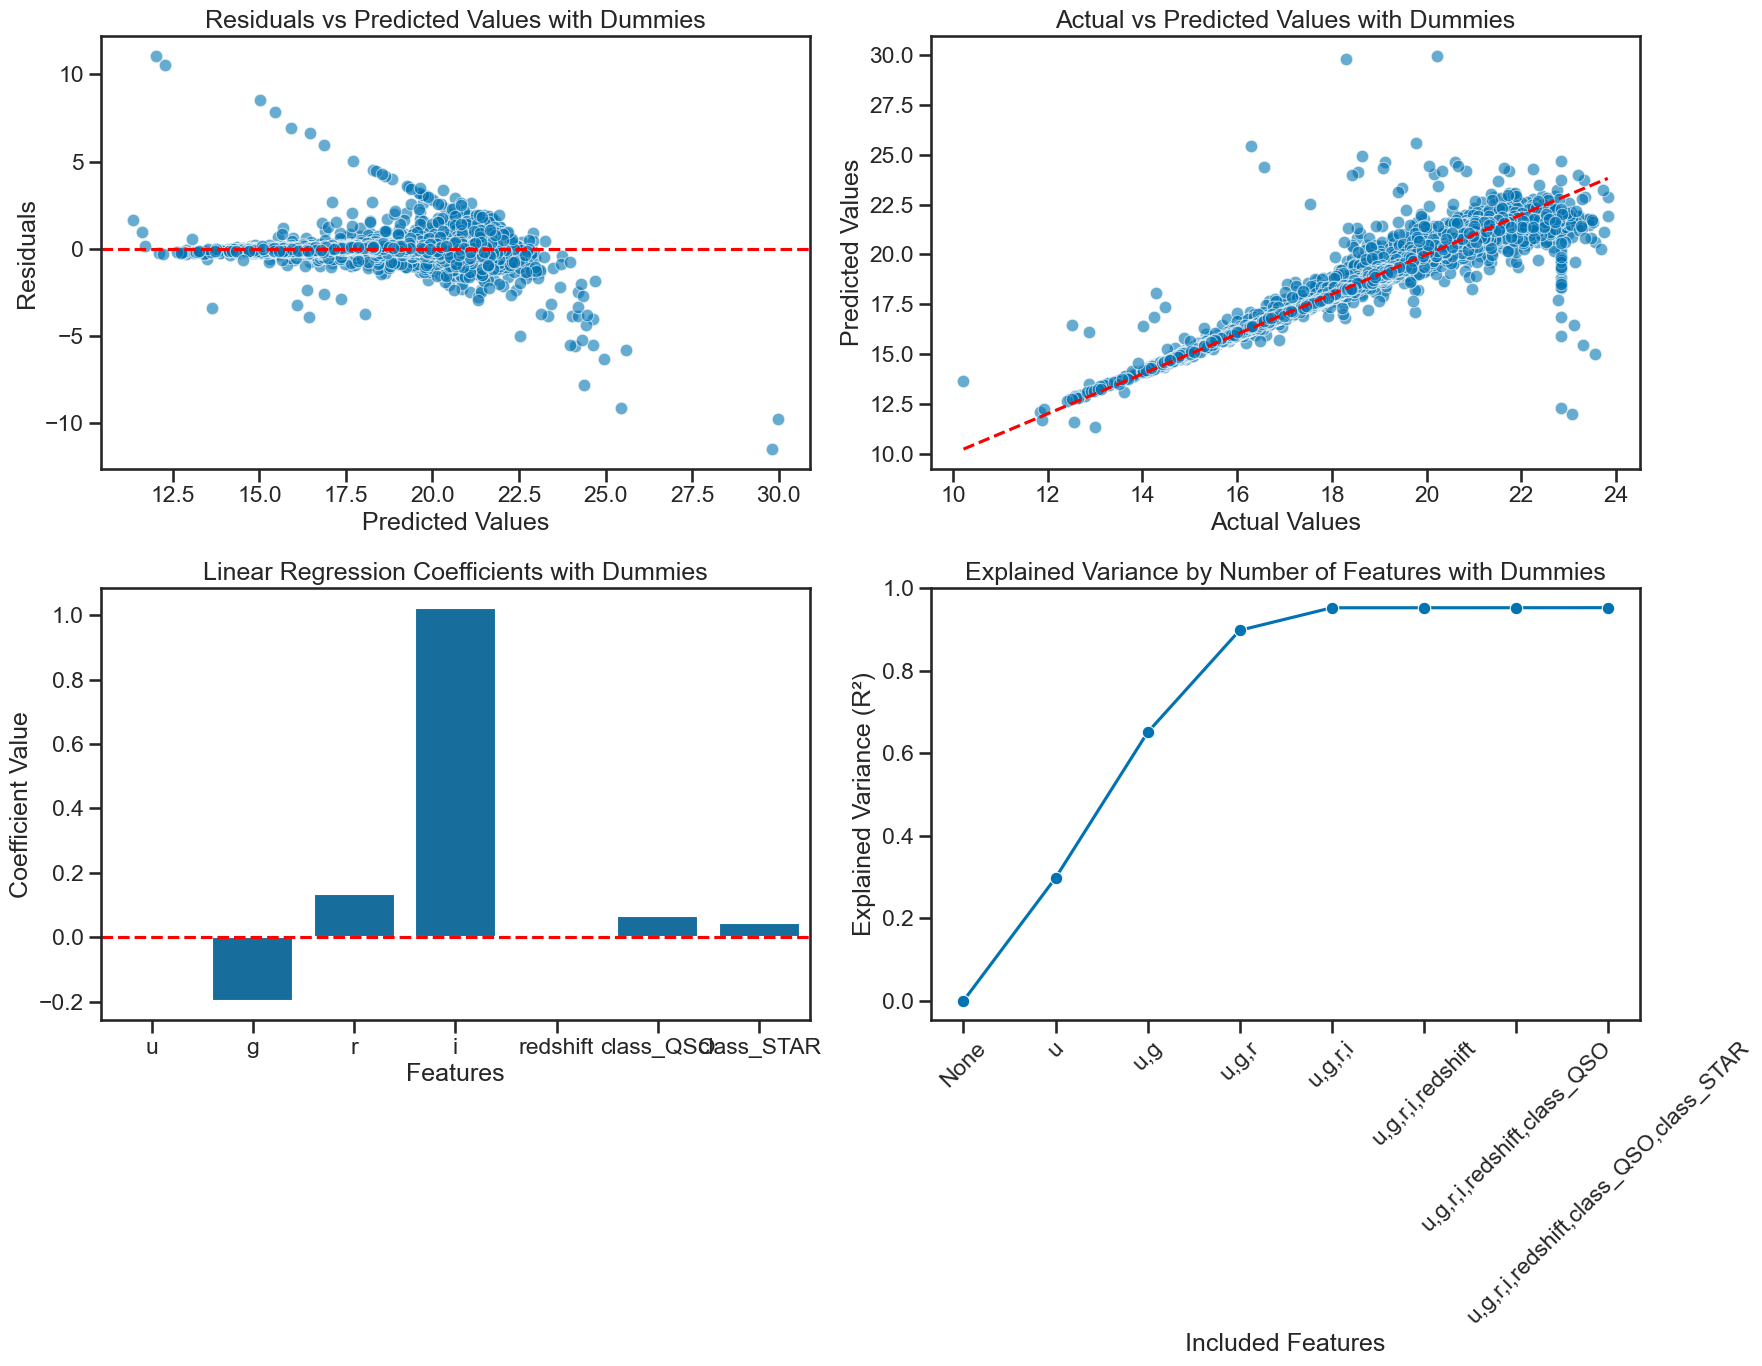 Residuals vs Predicted Values with Dummies
Residuals
10
5
0
−5
−10
12.5 15.0 17.5 20.0 22.5 25.0 27.5 30.0
Predicted Values
Actual vs Predicted Values with Dummies
Predicted Values
30.0
27.5
25.0
22.5
20.0
17.5
15.0
12.5
10.0
10 12 14 16 18 20 22 24
Actual Values
Linear Regression Coefficients with Dummies
Coefficient Value
1.0
0.8
0.6
0.4
0.2
0.0
−0.2
u g r i redshift class_QSO class_STAR
Features
Explained Variance by Number of Features with Dummies
Explained Variance (R²)
1.0
0.8
0.6
0.4
0.2
0.0
None
u
u,g
u,g,r
u,g,r,i
u,g,r,i,redshift
u,g,r,i,redshift,class_QSO
u,g,r,i,redshift,class_QSO,class_STAR
Included Features